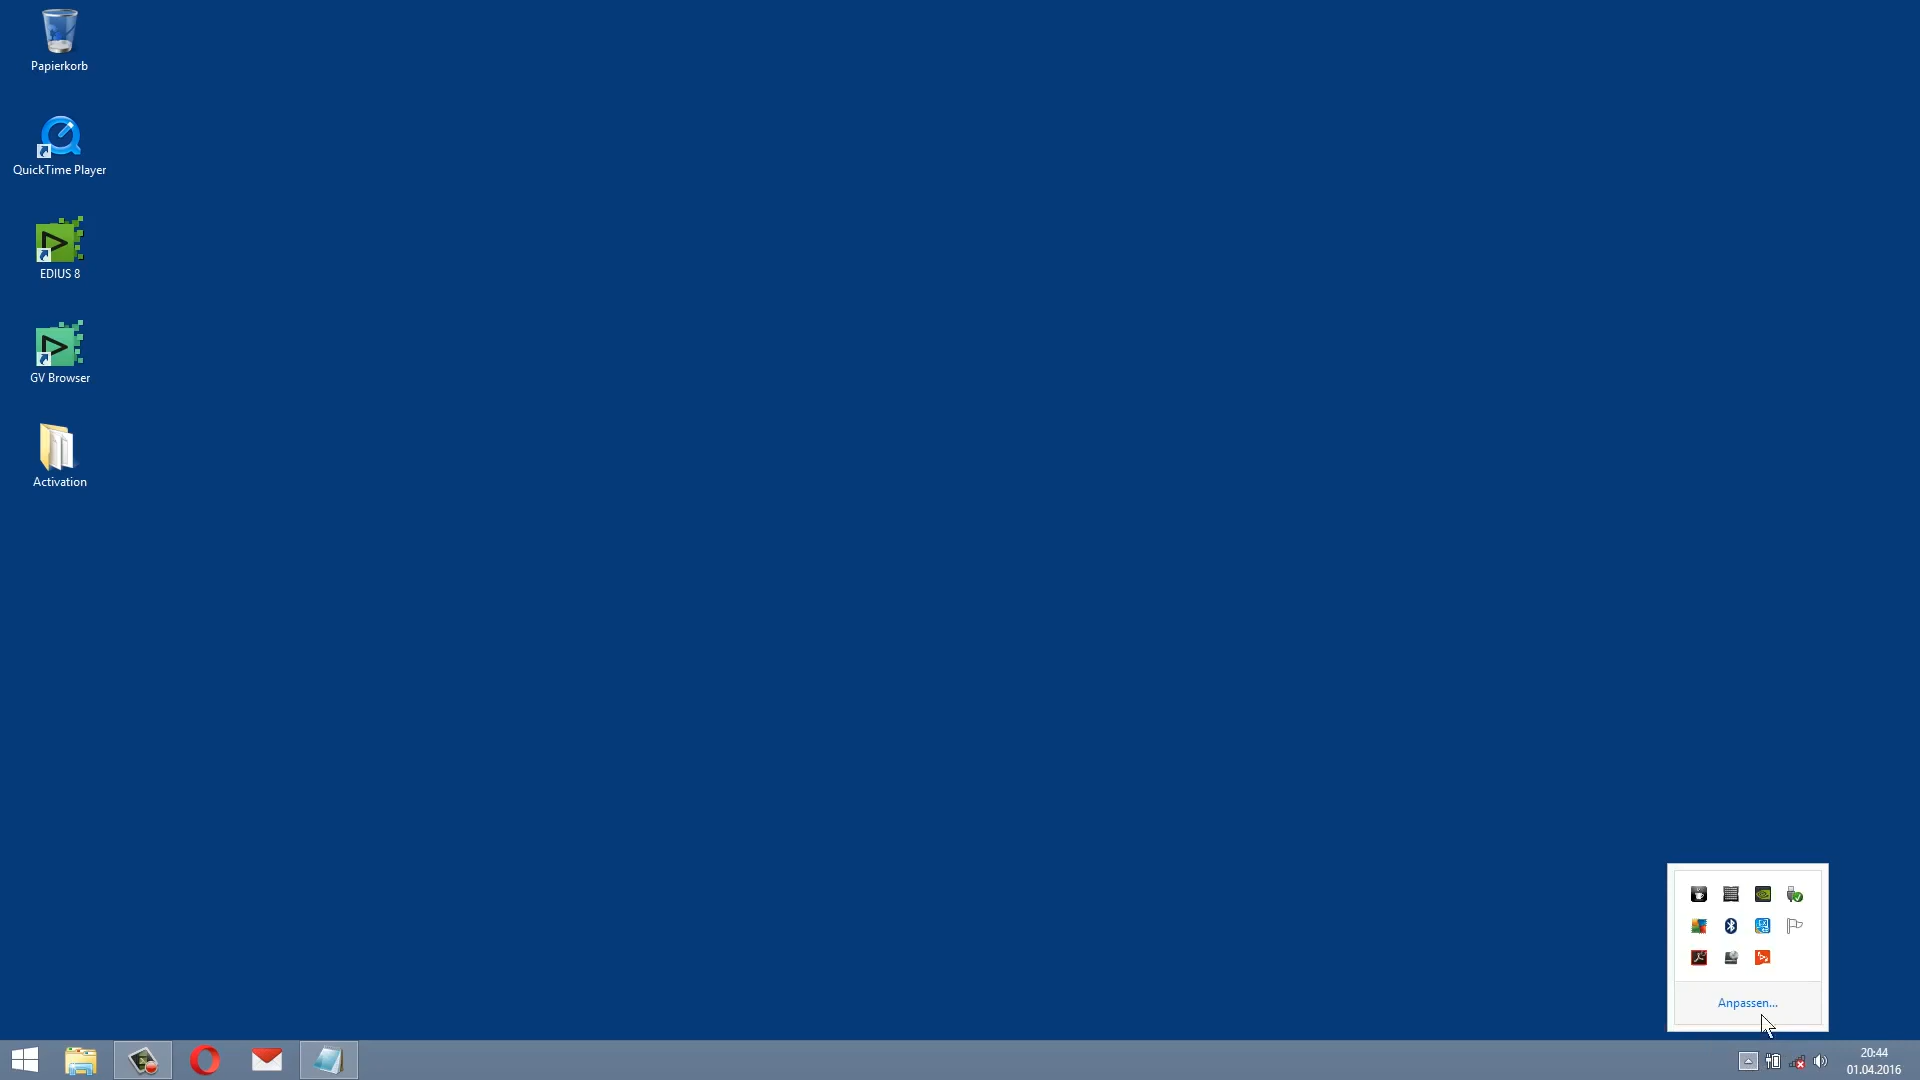 Papierkorb
QuickTime Player
EDIUS 8
GV Browser
Activation
Anpassen...
20:44
01.04.2016